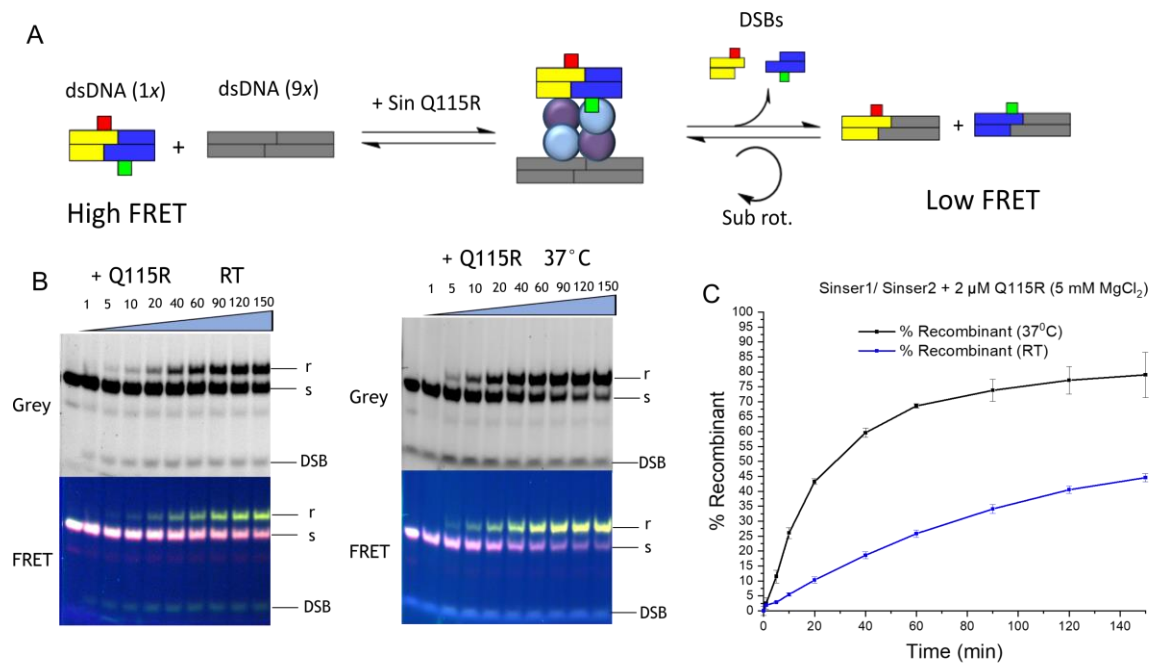 A
dsDNA (1x)
dsDNA (9x)
+ Sin Q115R
DSBs
Sub rot.
High FRET
Low FRET
B
+ Q115R RT
1 5 10 20 40 60 90 120 150
Grey
r
s
DSB
FRET
r
s
DSB
+ Q115R 37°C
1 5 10 20 40 60 90 120 150
Grey
r
s
DSB
FRET
r
s
DSB
C
Sinser1/ Sinser2 + 2 µM Q115R (5 mM MgCl₂)
% Recombinant (37⁰C)
% Recombinant (RT)
% Recombinant
100
95
90
85
80
75
70
65
60
55
50
45
40
35
30
25
20
15
10
5
0
0 20 40 60 80 100 120 140
Time (min)